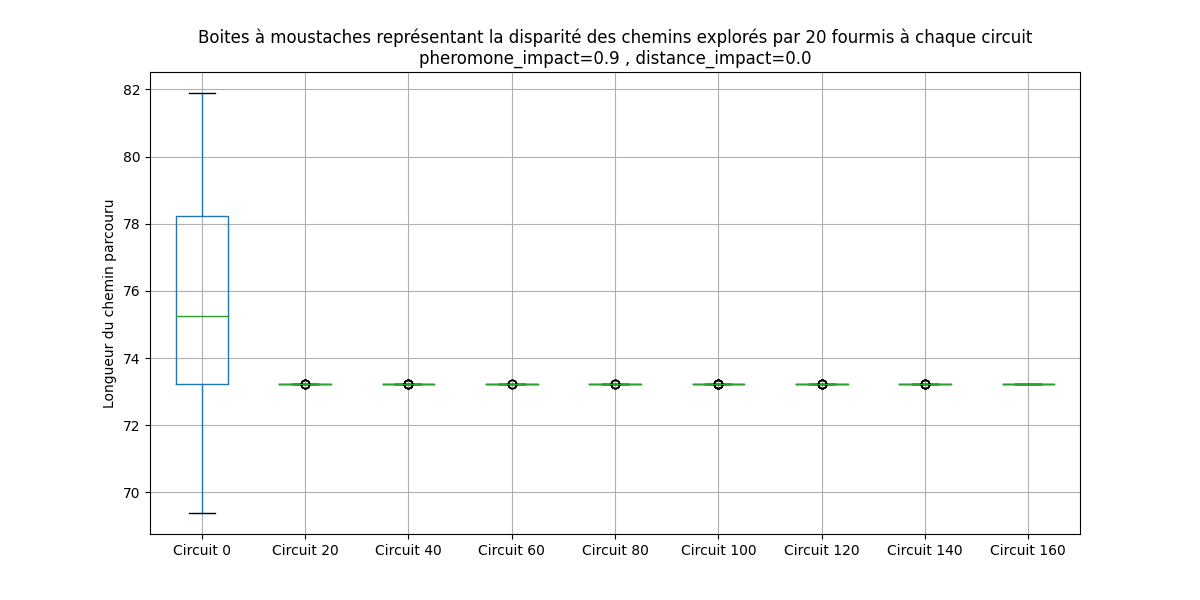 Boites à moustaches représentant la disparité des chemins explorés par 20 fourmis à chaque circuit
pheromone_impact=0.9 , distance_impact=0.0
Longueur du chemin parcouru
82
80
78
76
74
72
70
Circuit 0
Circuit 20
Circuit 40
Circuit 60
Circuit 80
Circuit 100
Circuit 120
Circuit 140
Circuit 160